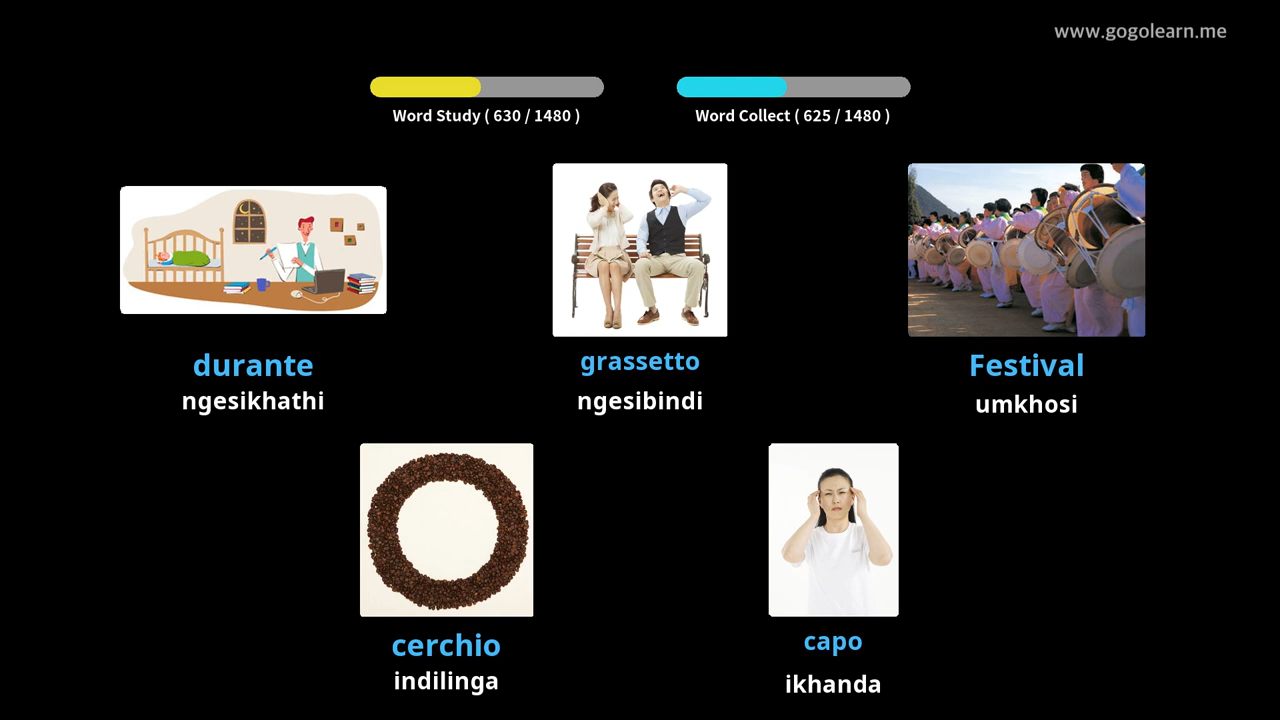 www.gogolearn.me
Word Study ( 630 / 1480 )
Word Collect ( 625 / 1480 )
durante
ngesikhathi
grassetto
ngesibindi
Festival
umkhosi
cerchio
indilinga
capo
ikhanda